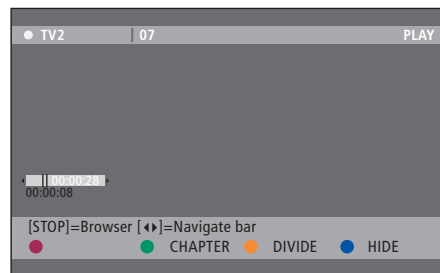 TV2 | 07 PLAY
00:00:28
00:00:08
[STOP]=Browser [◂▸]=Navigate bar
CHAPTER DIVIDE HIDE